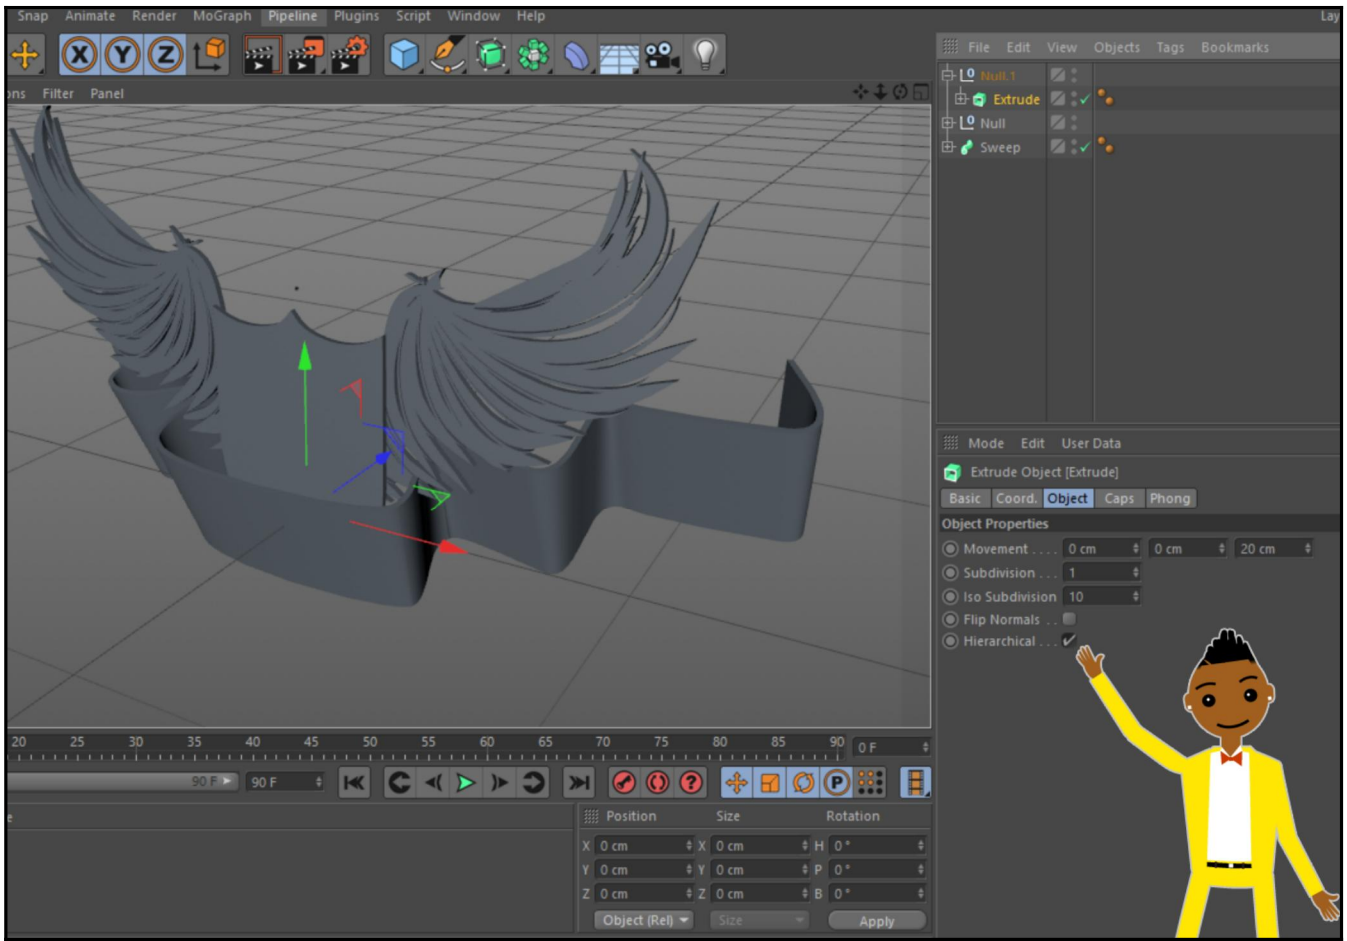 Snap Animate Render MoGraph Pipeline Plugins Script Window Help
Lay
ons Filter Panel
File Edit View Objects Tags Bookmarks
Null.1
Extrude
Null
Sweep
Mode Edit User Data
Extrude Object [Extrude]
Basic Coord. Object Caps Phong
Object Properties
Movement . . . . 0 cm 0 cm 20 cm
Subdivision . . . 1
Iso Subdivision 10
Flip Normals . .
Hierarchical . . .
20 25 30 35 40 45 50 55 60 65 70 75 80 85 90 0 F
90 F 90 F
P
e
Position Size Rotation
X 0 cm X 0 cm H 0 °
Y 0 cm Y 0 cm P 0 °
Z 0 cm Z 0 cm B 0 °
Object (Rel) Size Apply